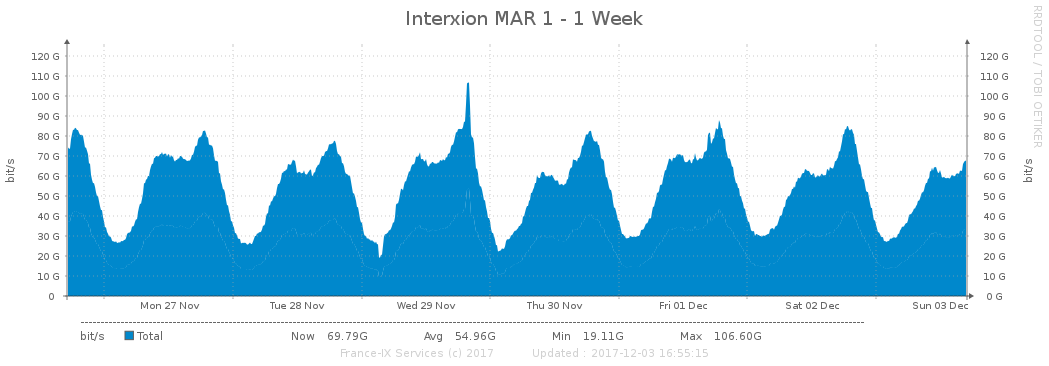 Interxion MAR 1 - 1 Week
RRDTOOL / TOBI OETIKER
bit/s
120 G
110 G
100 G
90 G
80 G
70 G
60 G
50 G
40 G
30 G
20 G
10 G
0
120 G
110 G
100 G
90 G
80 G
70 G
60 G
50 G
40 G
30 G
20 G
10 G
0 G
bit/s
Mon 27 Nov Tue 28 Nov Wed 29 Nov Thu 30 Nov Fri 01 Dec Sat 02 Dec Sun 03 Dec
bit/s Total Now 69.79G Avg 54.96G Min 19.11G Max 106.60G
France-IX Services (c) 2017 Updated : 2017-12-03 16:55:15